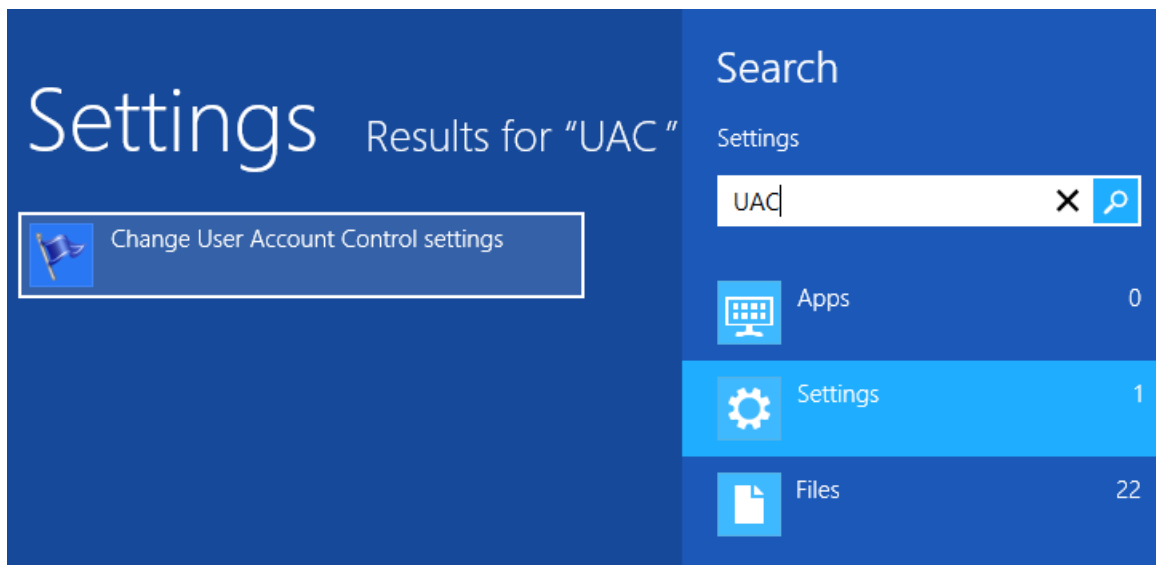 Settings Results for “UAC ”
Change User Account Control settings
Search
Settings
UAC
Apps 0
Settings 1
Files 22